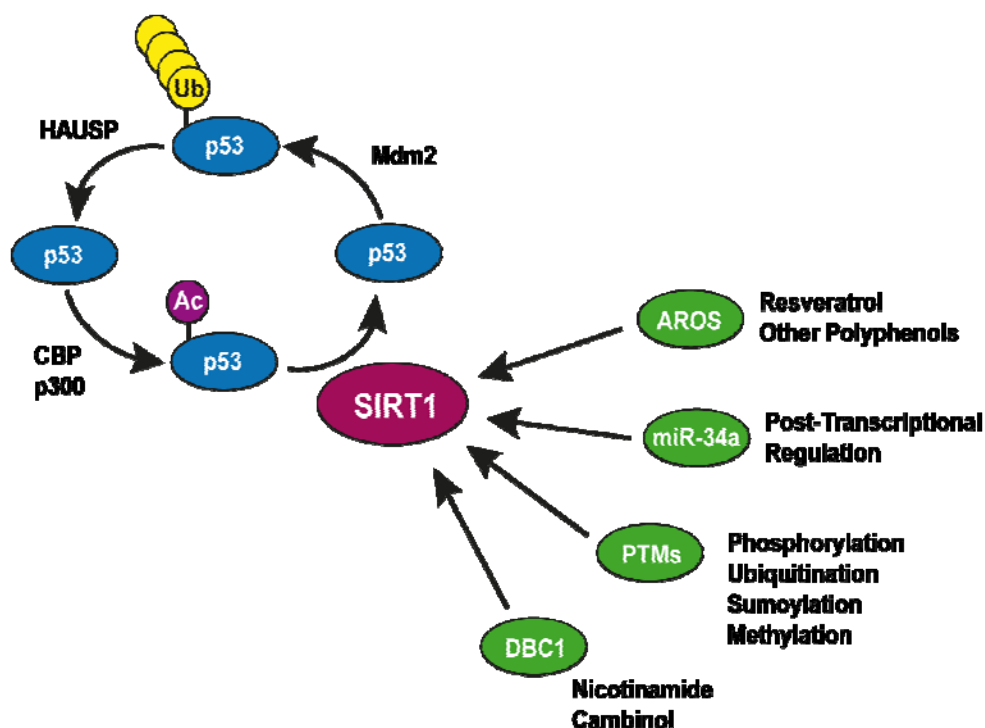 Ub
HAUSP
p53
Mdm2
p53
p53
Ac
p53
CBP
p300
SIRT1
AROS
Resveratrol
Other Polyphenols
miR-34a
Post-Transcriptional
Regulation
PTMs
Phosphorylation
Ubiquitination
Sumoylation
Methylation
DBC1
Nicotinamide
Cambinol